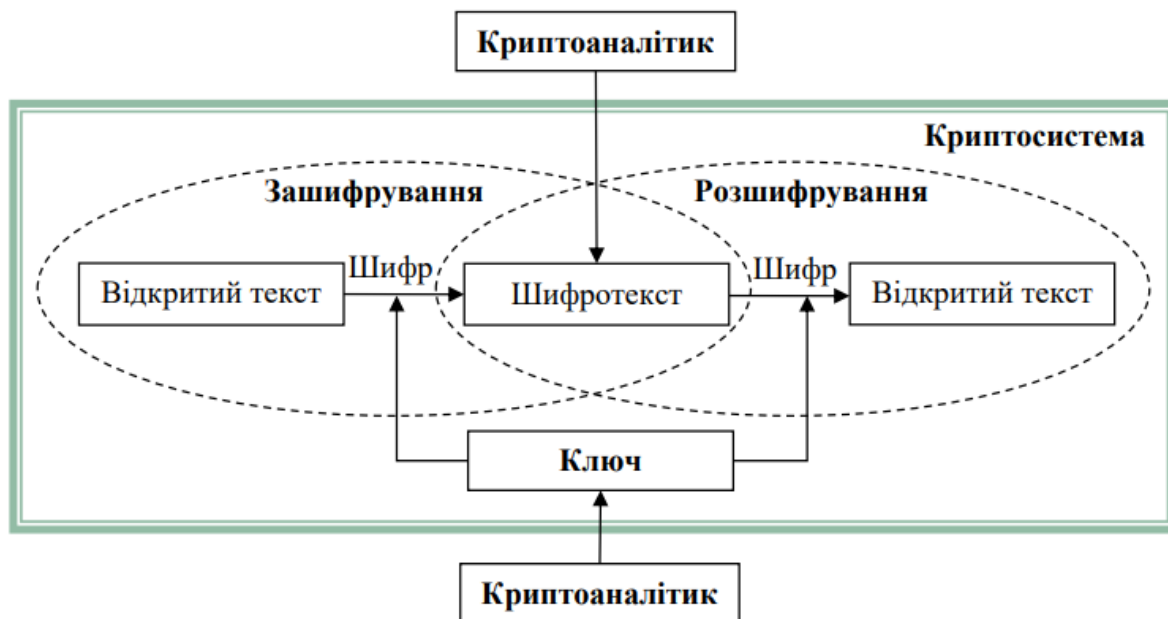 Криптоаналітик
Криптосистема
Зашифрування
Розшифрування
Відкритий текст
Шифр
Шифротекст
Шифр
Відкритий текст
Ключ
Криптоаналітик